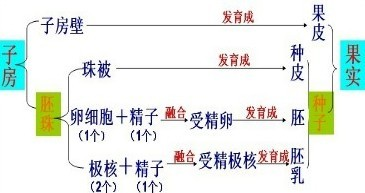 子房壁 发育成 果皮
子房
果实
珠被 发育成 种皮
胚珠
种子
卵细胞+精子 融合 受精卵 发育成 胚
(1个) (1个)
极核+精子 融合 受精极核 发育成 胚乳
(2个) (1个)